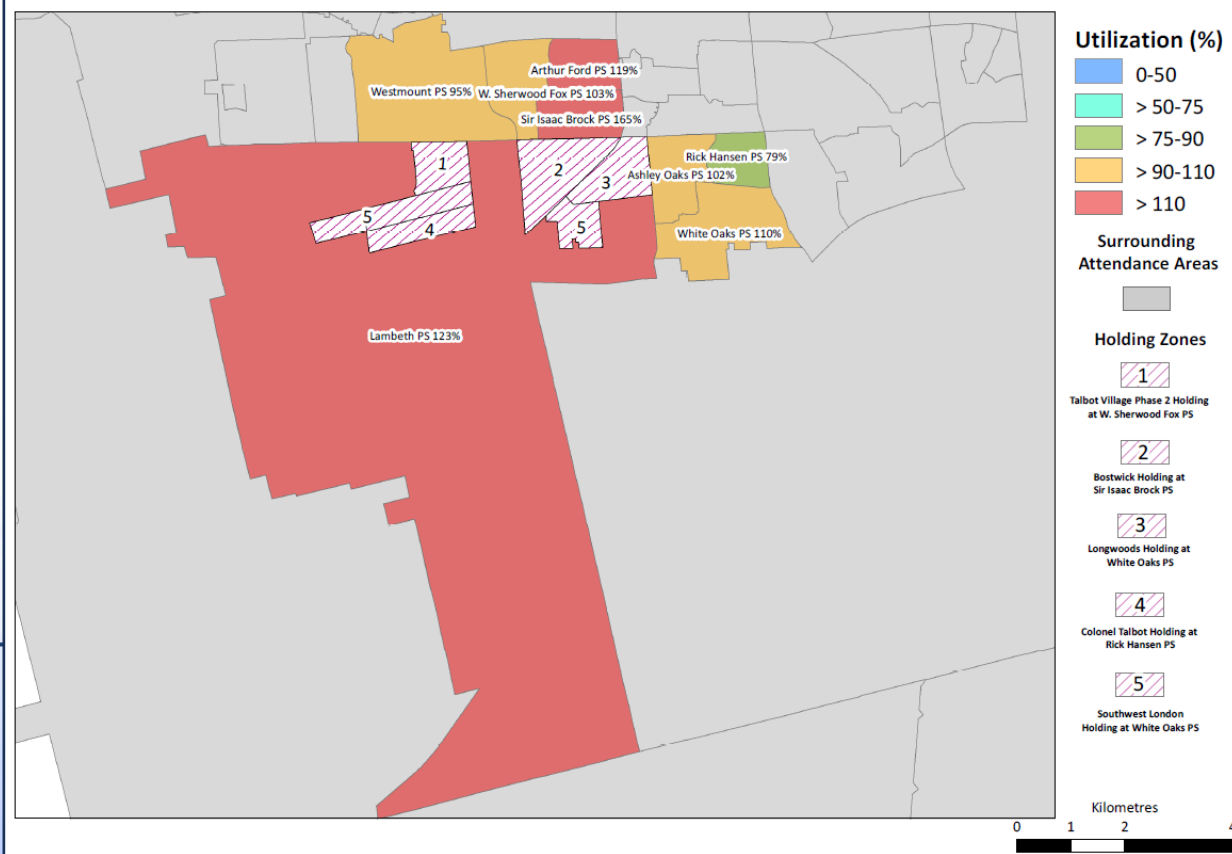 Arthur Ford PS 119%
Westmount PS 95%
W. Sherwood Fox PS 103%
Sir Isaac Brock PS 165%
1
2
3
Rick Hansen PS 79%
Ashley Oaks PS 102%
5
4
5
White Oaks PS 110%
Lambeth PS 123%
Utilization (%)
0-50
> 50-75
> 75-90
> 90-110
> 110
Surrounding
Attendance Areas
Holding Zones
1
Talbot Village Phase 2 Holding
at W. Sherwood Fox PS
2
Bostwick Holding at
Sir Isaac Brock PS
3
Longwoods Holding at
White Oaks PS
4
Colonel Talbot Holding at
Rick Hansen PS
5
Southwest London
Holding at White Oaks PS
Kilometres
0 1 2 4